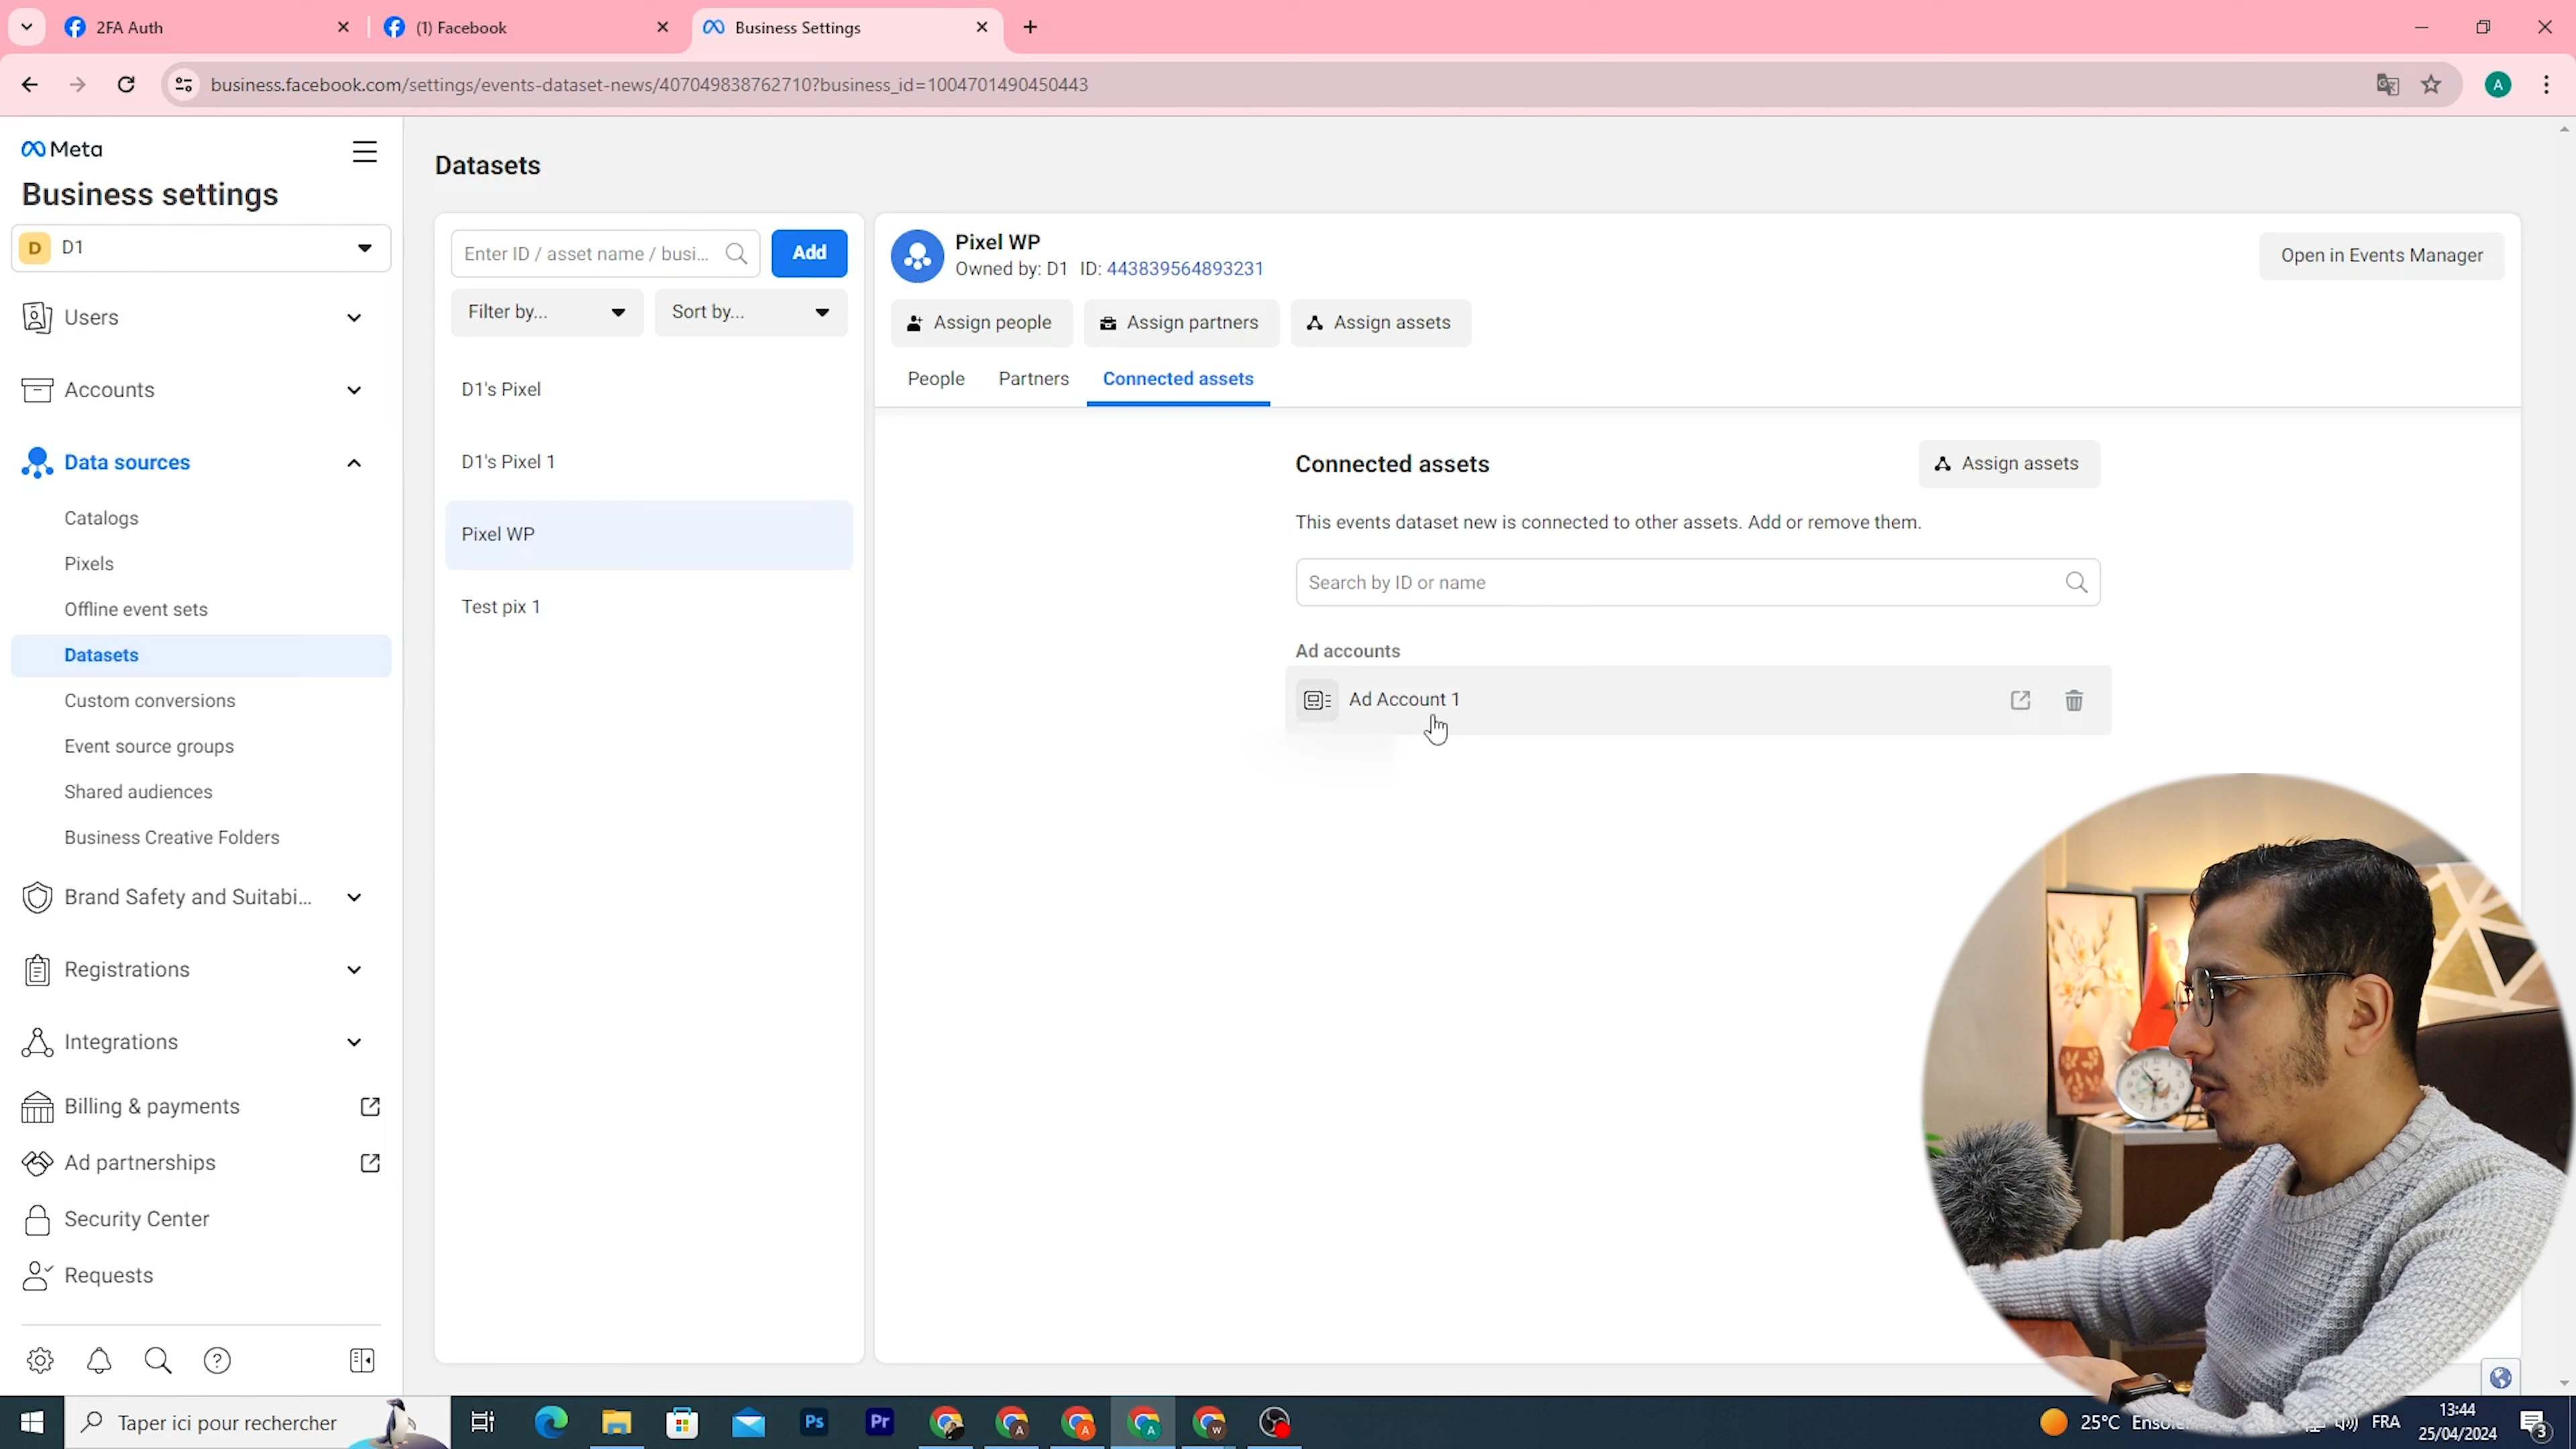 2FA Auth
(1) Facebook
Business Settings
business.facebook.com/settings/events-dataset-news/407049838762710?business_id=1004701490450443
A
Meta
Business settings
D D1
Users
Accounts
Data sources
Catalogs
Pixels
Offline event sets
Datasets
Custom conversions
Event source groups
Shared audiences
Business Creative Folders
Brand Safety and Suitabi...
Registrations
Integrations
Billing & payments
Ad partnerships
Security Center
Requests
Datasets
Enter ID / asset name / busi...
Add
Filter by...
Sort by...
D1's Pixel
D1's Pixel 1
Pixel WP
Test pix 1
Pixel WP
Owned by: D1 ID: 443839564893231
Open in Events Manager
Assign people
Assign partners
Assign assets
People
Partners
Connected assets
Connected assets
Assign assets
This events dataset new is connected to other assets. Add or remove them.
Search by ID or name
Ad accounts
Ad Account 1
Taper ici pour rechercher
Ps
Pr
A
A
A
W
25°C
FRA
13:44
25/04/2024
3